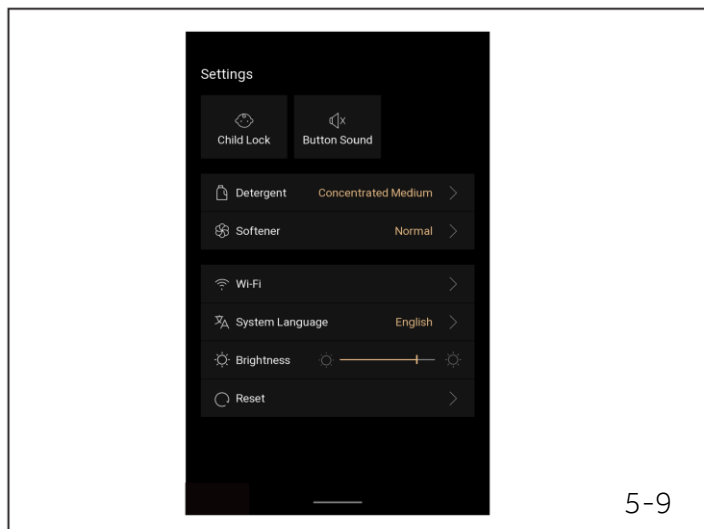 Settings
Child Lock
Button Sound
Detergent Concentrated Medium
Softener Normal
Wi-Fi
System Language English
Brightness
Reset
5-9